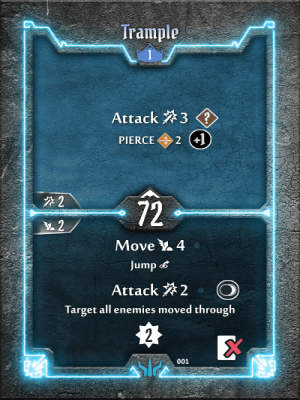 Trample
1
Attack 3 ?
PIERCE 2 +1
2
72
2
Move 4
Jump
Attack 2
Target all enemies moved through
2
001